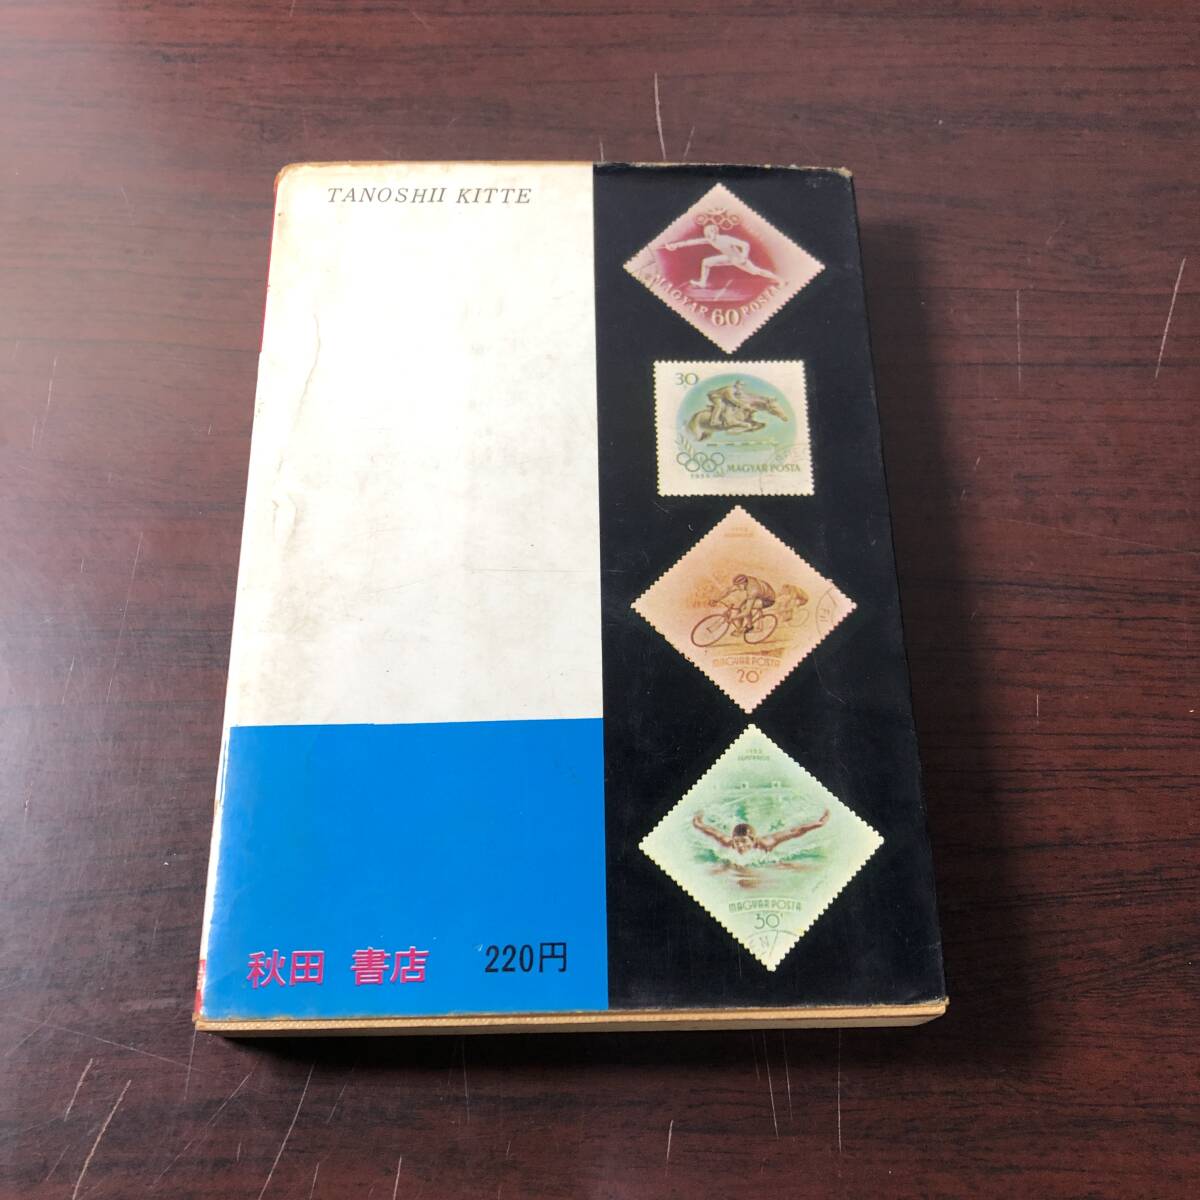 TANOSHII KITTE
MAGYAR 60 POSTA
30
MAGYAR POSTA
MAGYAR POSTA
20f
MAGYAR POSTA
30f
秋田 書店 220円